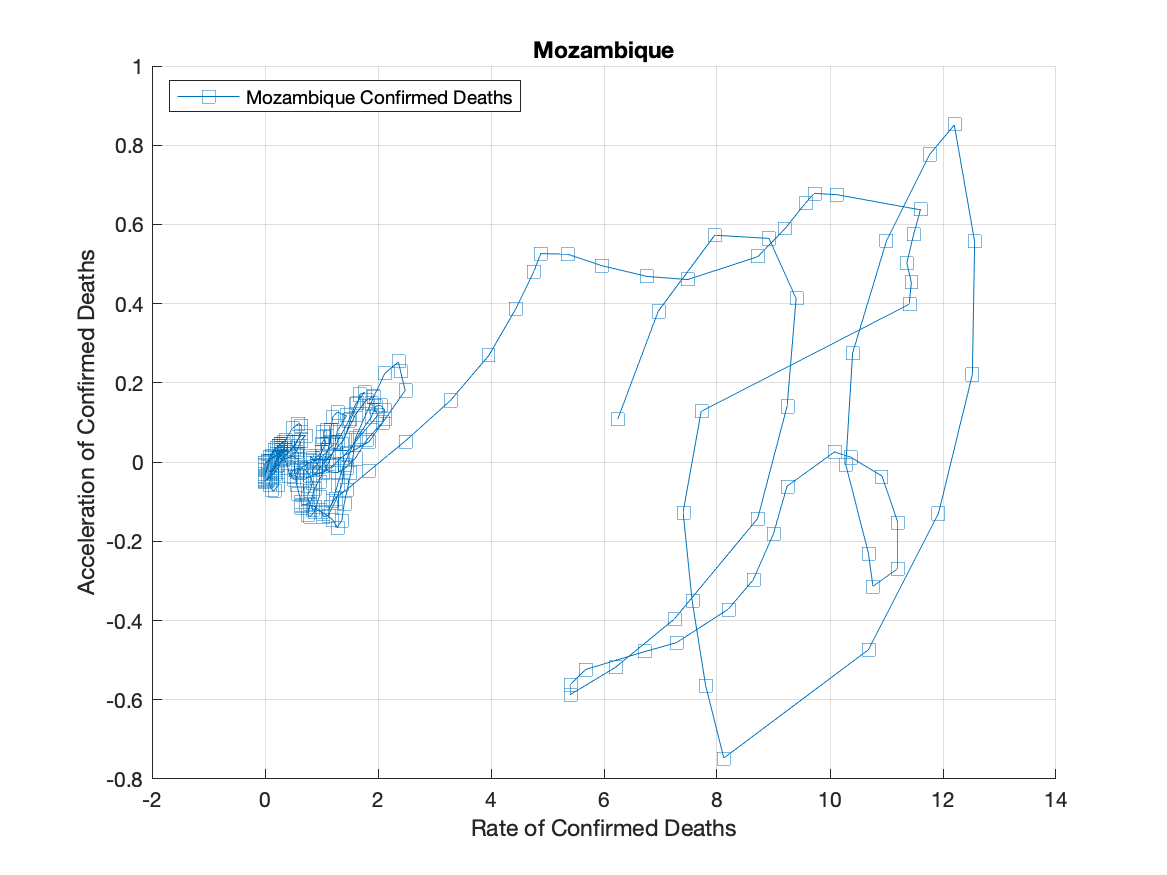 Mozambique
Mozambique Confirmed Deaths
1
0.8
0.6
0.4
0.2
0
-0.2
-0.4
-0.6
-0.8
Acceleration of Confirmed Deaths
-2 0 2 4 6 8 10 12 14
Rate of Confirmed Deaths